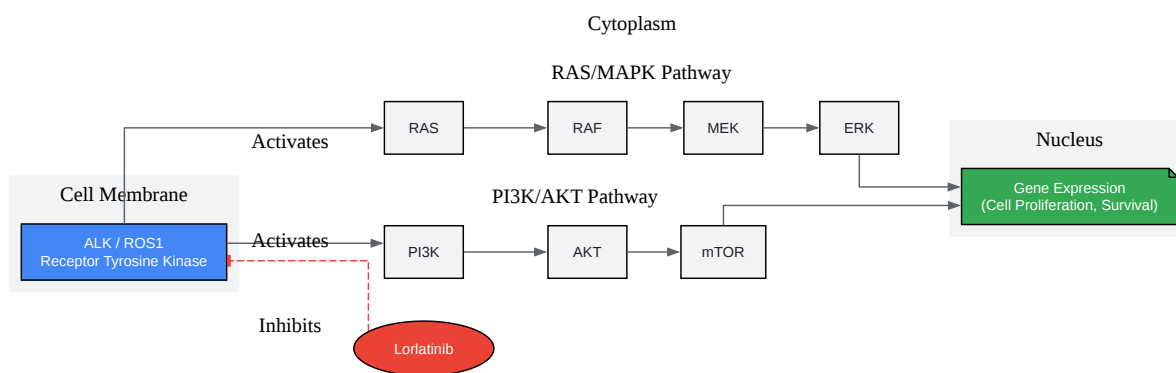 Cytoplasm
RAS/MAPK Pathway
RAS
RAF
MEK
ERK
Activates
Nucleus
Gene Expression
(Cell Proliferation, Survival)
Cell Membrane
ALK / ROS1
Receptor Tyrosine Kinase
PI3K/AKT Pathway
Activates
PI3K
AKT
mTOR
Inhibits
Lorlatinib